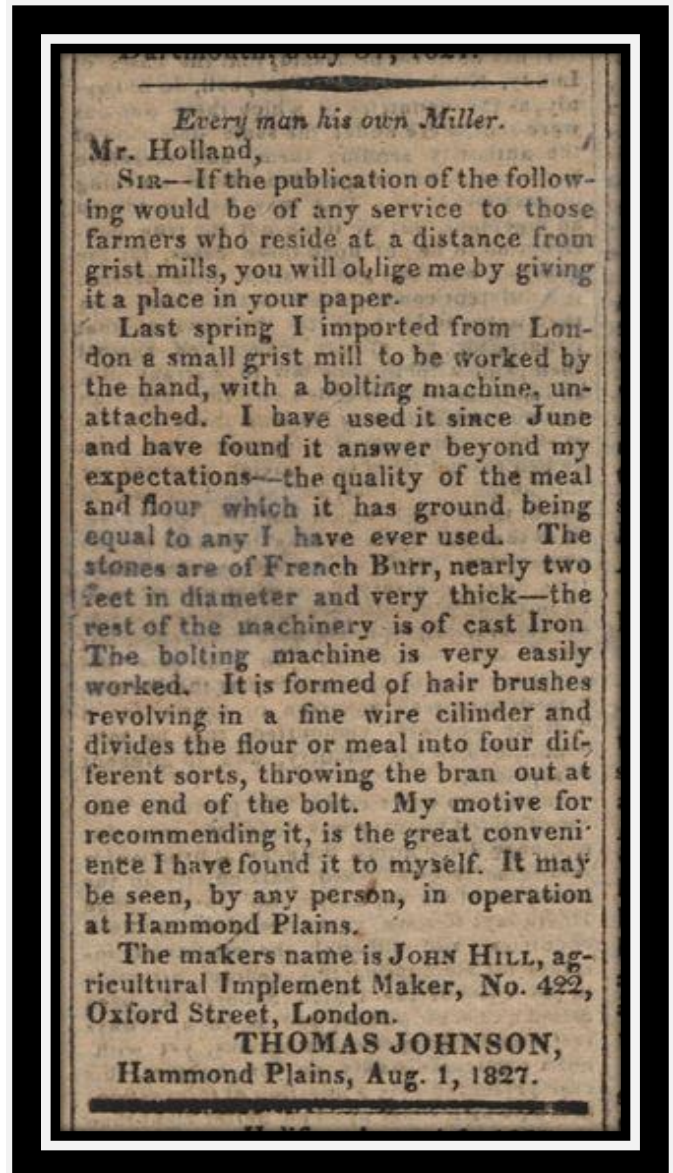 Every man his own Miller.
Mr. Holland,
SIR--If the publication of the follow-
ing would be of any service to those
farmers who reside at a distance from
grist mills, you will oblige me by giving
it a place in your paper.
Last spring I imported from Lon-
don a small grist mill to be worked by
the hand, with a bolting machine, un-
attached. I have used it since June
and have found it answer beyond my
expectations—the quality of the meal
and flour which it has ground being
equal to any I have ever used. The
stones are of French Burr, nearly two
feet in diameter and very thick—the
rest of the machinery is of cast Iron
The bolting machine is very easily
worked. It is formed of hair brushes
revolving in a fine wire cilinder and
divides the flour or meal into four dif-
ferent sorts, throwing the bran out at
one end of the bolt. My motive for
recommending it, is the great conveni-
ence I have found it to myself. It may
be seen, by any person, in operation
at Hammond Plains.
The makers name is JOHN HILL, ag-
ricultural Implement Maker, No. 422,
Oxford Street, London.
THOMAS JOHNSON,
Hammond Plains, Aug. 1, 1827.